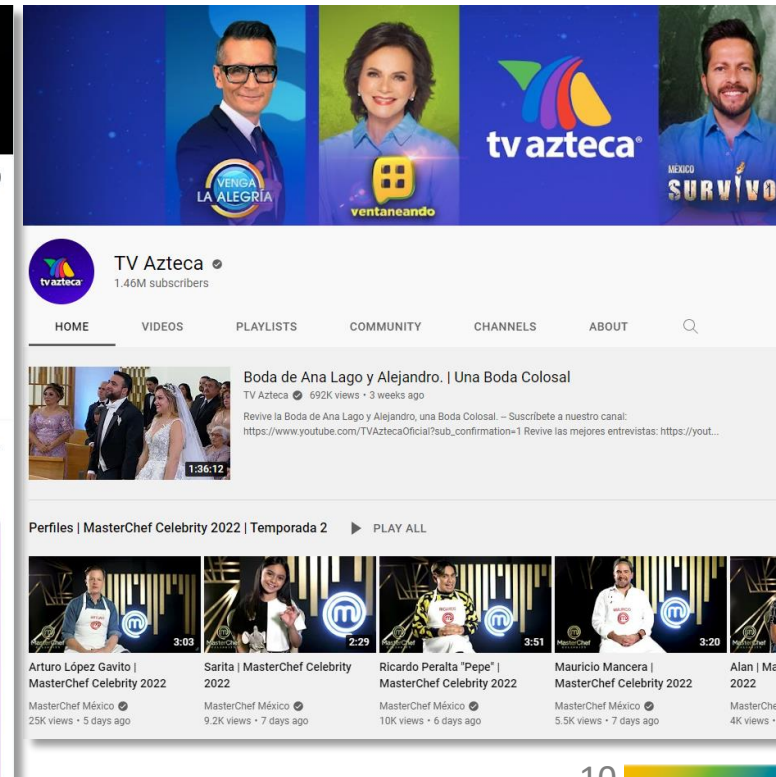 VENGA
LA ALEGRÍA
ventaneando
tv azteca
MÉXICO
SURVIVO
tv azteca
TV Azteca
1.46M subscribers
HOME VIDEOS PLAYLISTS COMMUNITY CHANNELS ABOUT
Boda de Ana Lago y Alejandro. | Una Boda Colosal
TV Azteca 692K views • 3 weeks ago
Revive la Boda de Ana Lago y Alejandro, una Boda Colosal. – Suscríbete a nuestro canal:
https://www.youtube.com/TVAztecaOficial?sub_confirmation=1 Revive las mejores entrevistas: https://yout...
1:36:12
Perfiles | MasterChef Celebrity 2022 | Temporada 2 PLAY ALL
3:03 2:29 3:51 3:20
Arturo López Gavito |
MasterChef Celebrity 2022
MasterChef México
25K views • 5 days ago
Sarita | MasterChef Celebrity
2022
MasterChef México
9.2K views • 7 days ago
Ricardo Peralta "Pepe" |
MasterChef Celebrity 2022
MasterChef México
10K views • 6 days ago
Mauricio Mancera |
MasterChef Celebrity 2022
MasterChef México
5.5K views • 7 days ago
Alan | Ma
2022
MasterChe
4K views •
10